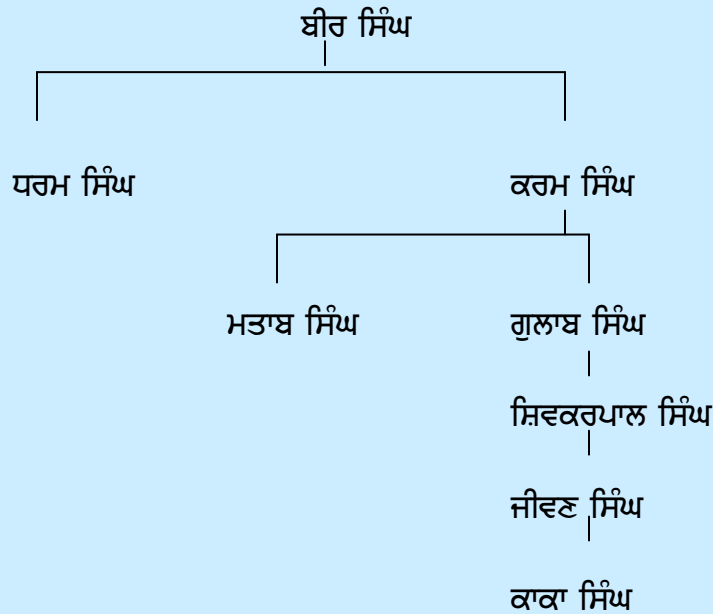 ਬੀਰ ਸਿੰਘ
ਧਰਮ ਸਿੰਘ ਕਰਮ ਸਿੰਘ
ਮਤਾਬ ਸਿੰਘ ਗੁਲਾਬ ਸਿੰਘ
ਸ਼ਿਵਕਰਪਾਲ ਸਿੰਘ
ਜੀਵਣ ਸਿੰਘ
ਕਾਕਾ ਸਿੰਘ